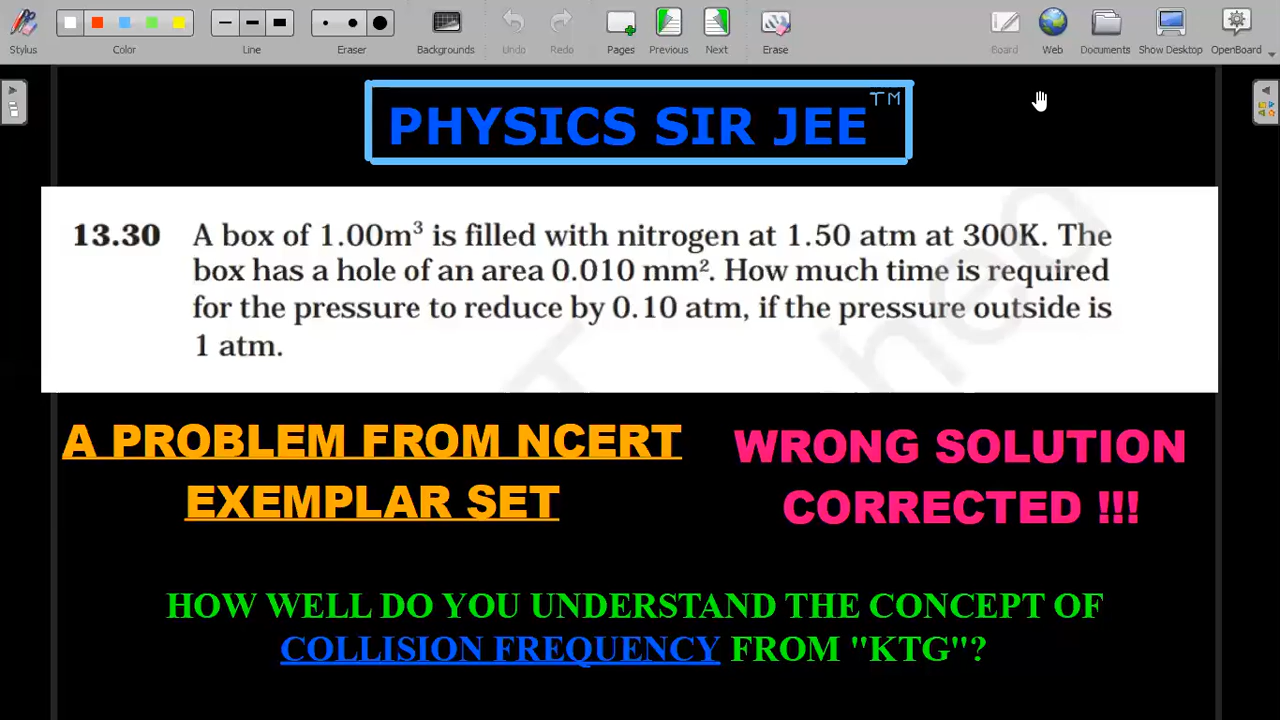 Stylus Color Line Eraser Backgrounds Undo Redo Pages Previous Next Erase Board Web Documents Show Desktop OpenBoard
PHYSICS SIR JEE TM
13.30 A box of 1.00m³ is filled with nitrogen at 1.50 atm at 300K. The
box has a hole of an area 0.010 mm². How much time is required
for the pressure to reduce by 0.10 atm, if the pressure outside is
1 atm.
A PROBLEM FROM NCERT
EXEMPLAR SET
WRONG SOLUTION
CORRECTED !!!
HOW WELL DO YOU UNDERSTAND THE CONCEPT OF
COLLISION FREQUENCY FROM "KTG"?